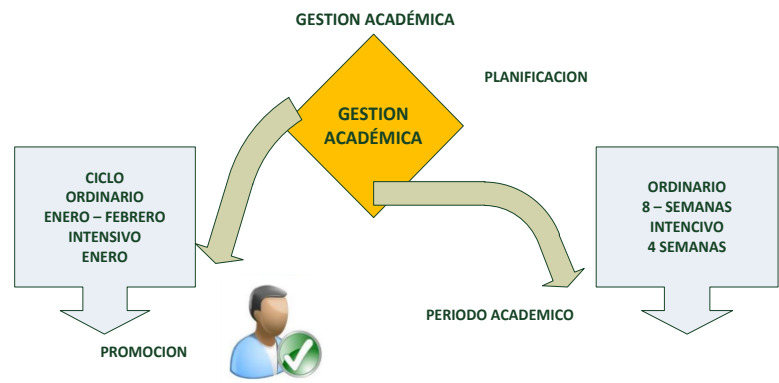 GESTION ACADÉMICA
PLANIFICACION
GESTION
ACADÉMICA
CICLO
ORDINARIO
ENERO – FEBRERO
INTENSIVO
ENERO
ORDINARIO
8 – SEMANAS
INTENCIVO
4 SEMANAS
PERIODO ACADEMICO
PROMOCION